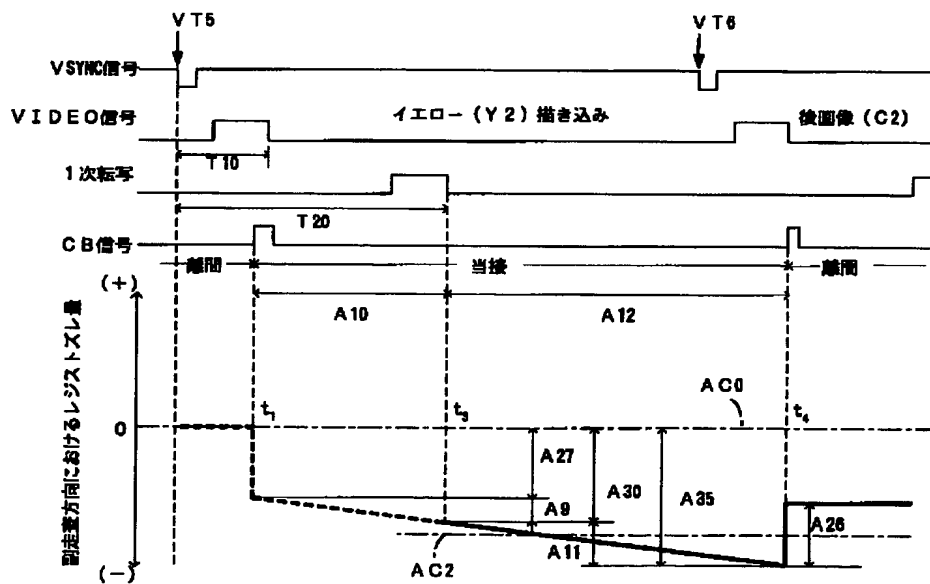 VT5
VT6
VSYNC信号
VIDEO信号
イエロー(Y2)描き込み
後画像(C2)
T10
1次転写
T20
CB信号
離間
当接
離間
(+)
A10
A12
副走査方向におけるレジストズレ量
AC0
t1
t3
t4
0
A27
A30
A35
A9
A26
A11
AC2
(-)